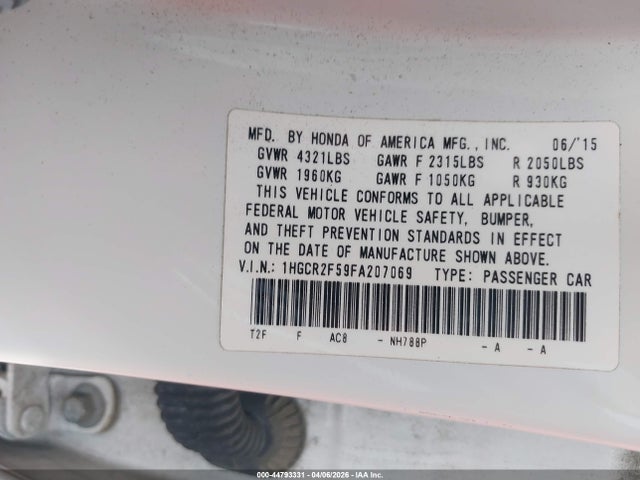 MFD. BY HONDA OF AMERICA MFG., INC. 06/'15
GVWR 4321LBS GAWR F 2315LBS R 2050LBS
GVWR 1960KG GAWR F 1050KG R 930KG
THIS VEHICLE CONFORMS TO ALL APPLICABLE
FEDERAL MOTOR VEHICLE SAFETY, BUMPER,
AND THEFT PREVENTION STANDARDS IN EFFECT
ON THE DATE OF MANUFACTURE SHOWN ABOVE.
V.I.N.: 1HGCR2F59FA207069 TYPE: PASSENGER CAR
T2F F AC8 - NH788P - A - A
000-44793331 - 04/06/2026 - IAA Inc.